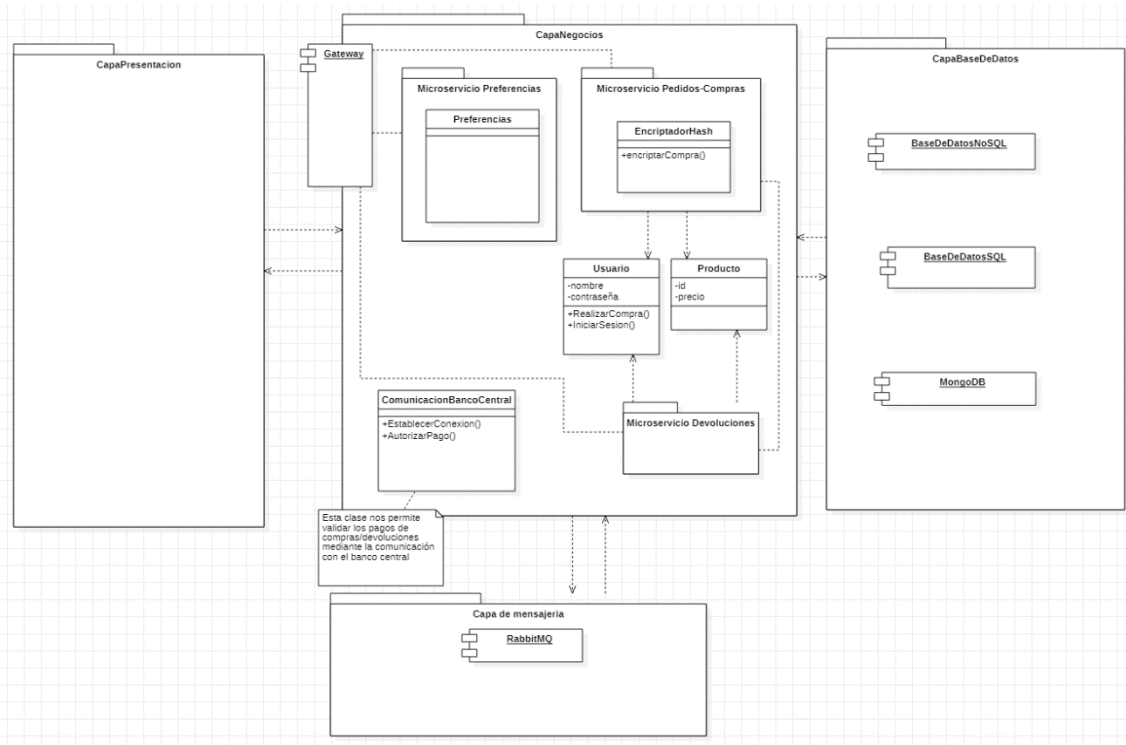 CapaPresentacion
CapaNegocios
Gateway
Microservicio Preferencias
Preferencias
Microservicio Pedidos-Compras
EncriptadorHash
+encriptarCompra()
Usuario
-nombre
-contraseña
+RealizarCompra()
+IniciarSesion()
Producto
-id
-precio
ComunicacionBancoCentral
+EstablecerConexion()
+AutorizarPago()
Microservicio Devoluciones
Esta clase nos permite
validar los pagos de
compras/devoluciones
mediante la comunicación
con el banco central
CapaBaseDeDatos
BaseDeDatosNoSQL
BaseDeDatosSQL
MongoDB
Capa de mensajeria
RabbitMQ